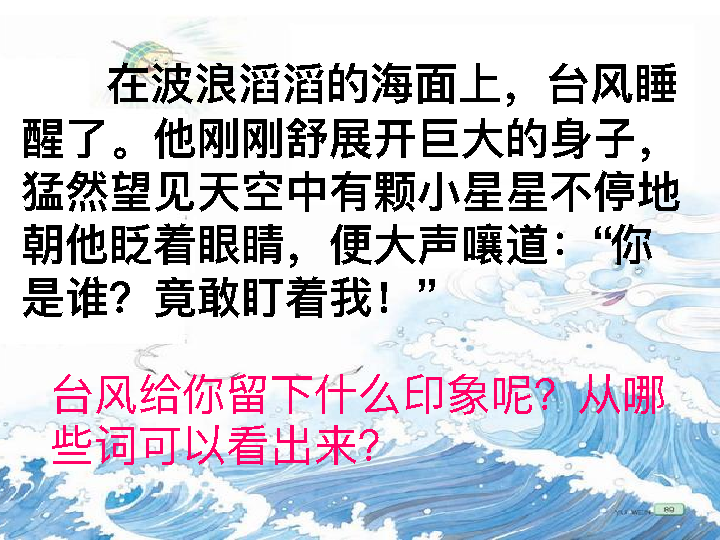 在波浪滔滔的海面上，台风睡
醒了。他刚刚舒展开巨大的身子，
猛然望见天空中有颗小星星不停地
朝他眨着眼睛，便大声嚷道：“你
是谁？竟敢盯着我！”
台风给你留下什么印象呢？从哪
些词可以看出来？
YU WEN 89